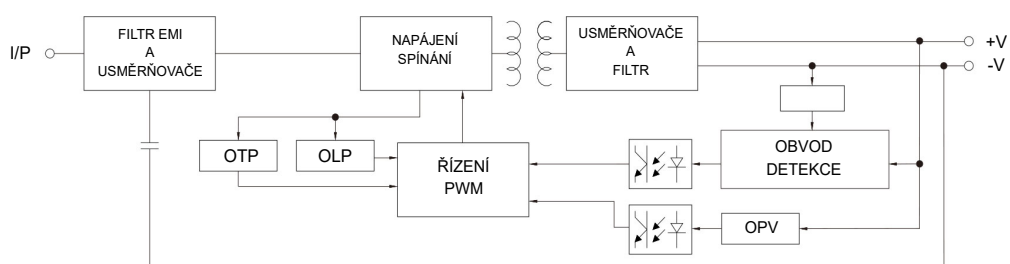 I/P
FILTR EMI
A
USMĚRŇOVAČE
NAPÁJENÍ
SPÍNÁNÍ
USMĚRŇOVAČE
A
FILTR
+V
-V
OTP
OLP
ŘÍZENÍ
PWM
OBVOD
DETEKCE
OPV